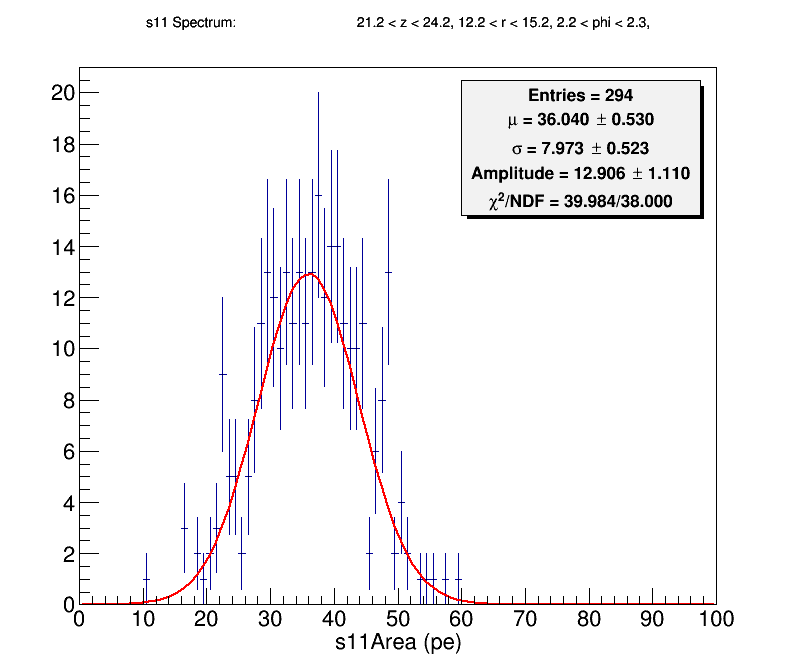 s11 Spectrum: 21.2 < z < 24.2, 12.2 < r < 15.2, 2.2 < phi < 2.3,
Entries = 294
μ = 36.040 ± 0.530
σ = 7.973 ± 0.523
Amplitude = 12.906 ± 1.110
χ²/NDF = 39.984/38.000
20
18
16
14
12
10
8
6
4
2
0
0 10 20 30 40 50 60 70 80 90 100
s11Area (pe)